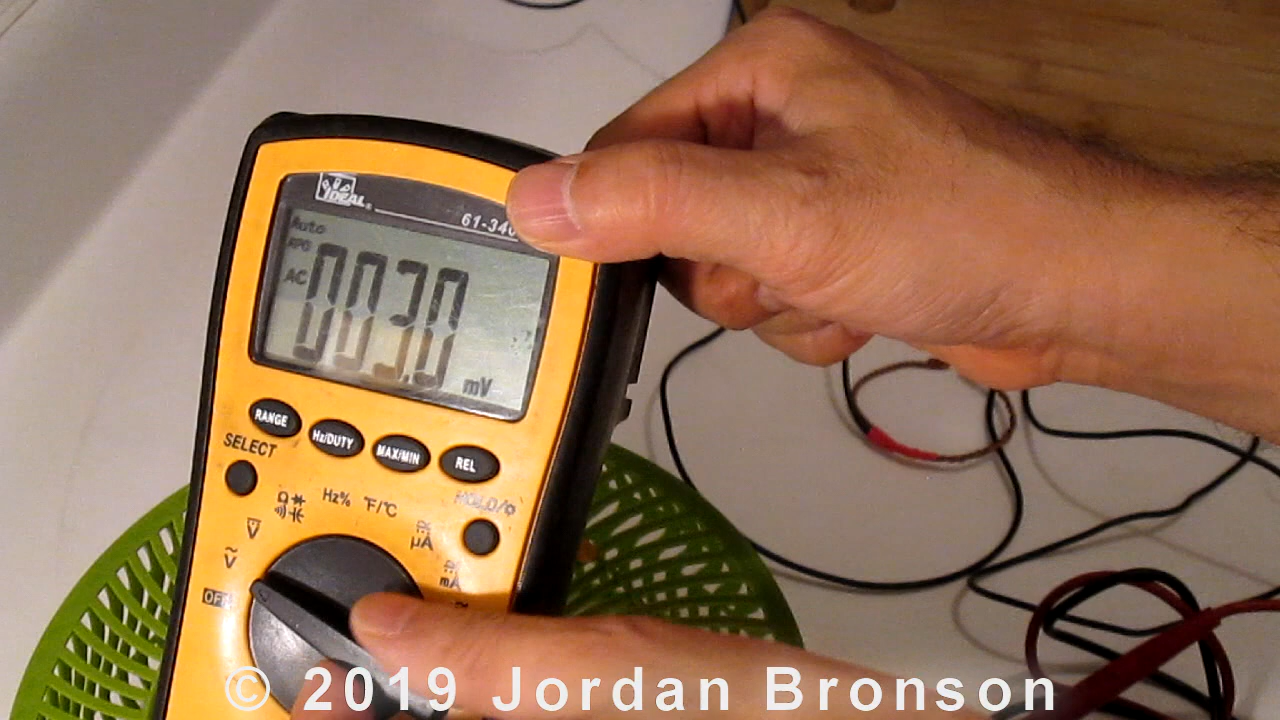 IDEAL®
61-340
Auto
APO
AC
003.0
mV
RANGE
Hz/DUTY
MAX/MIN
REL
SELECT
HOLD/☼
Hz%
°F/°C
Ω
V
V
μA
mA
OFF
© 2019 Jordan Bronson